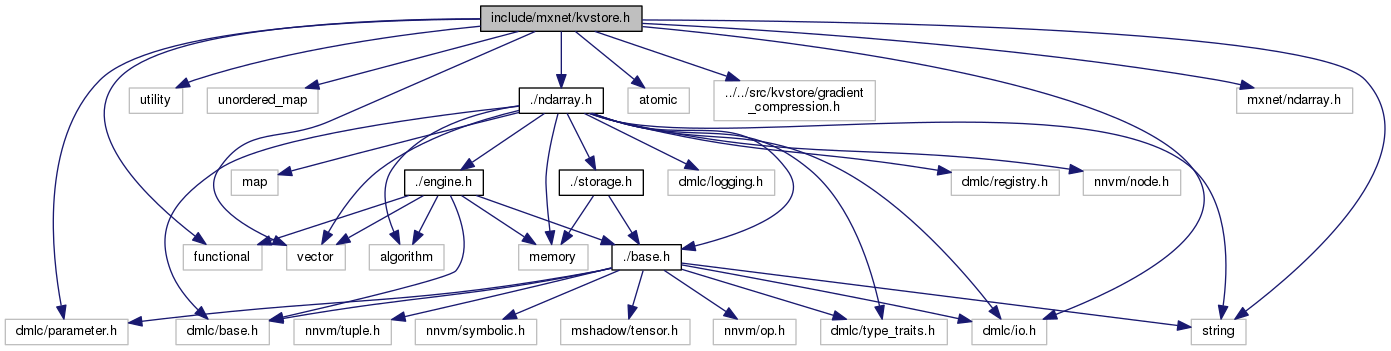 include/mxnet/kvstore.h
utility
unordered_map
./ndarray.h
atomic
../../src/kvstore/gradient
_compression.h
mxnet/ndarray.h
map
./engine.h
./storage.h
dmlc/logging.h
dmlc/registry.h
nnvm/node.h
functional
vector
algorithm
memory
./base.h
dmlc/parameter.h
dmlc/base.h
nnvm/tuple.h
nnvm/symbolic.h
mshadow/tensor.h
nnvm/op.h
dmlc/type_traits.h
dmlc/io.h
string